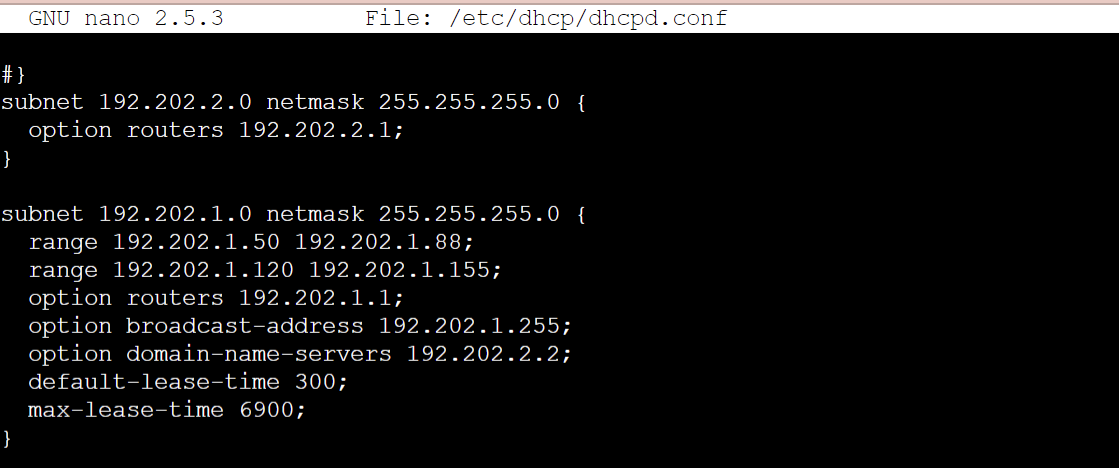 GNU nano 2.5.3 File: /etc/dhcp/dhcpd.conf
#}
subnet 192.202.2.0 netmask 255.255.255.0 {
  option routers 192.202.2.1;
}
subnet 192.202.1.0 netmask 255.255.255.0 {
  range 192.202.1.50 192.202.1.88;
  range 192.202.1.120 192.202.1.155;
  option routers 192.202.1.1;
  option broadcast-address 192.202.1.255;
  option domain-name-servers 192.202.2.2;
  default-lease-time 300;
  max-lease-time 6900;
}